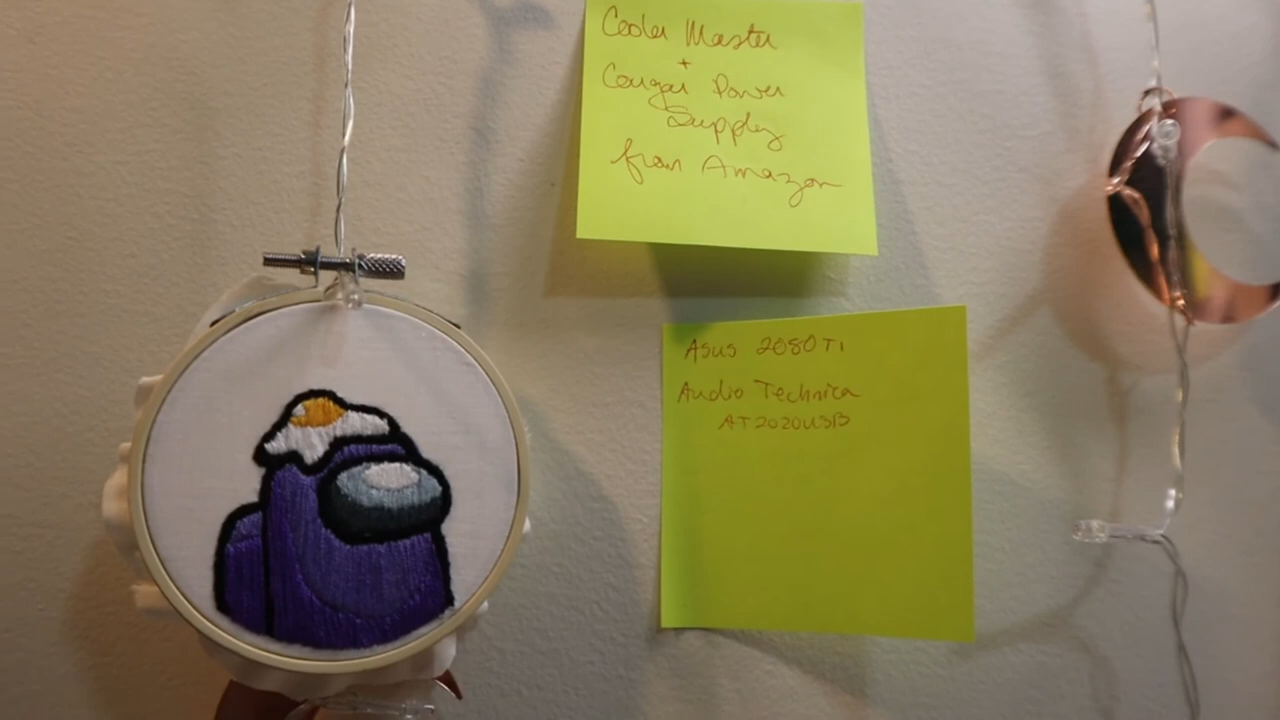 Cooler Master
+
Cougar Power
Supply
from Amazon
Asus 2080TI
Audio Technica
AT2020USB